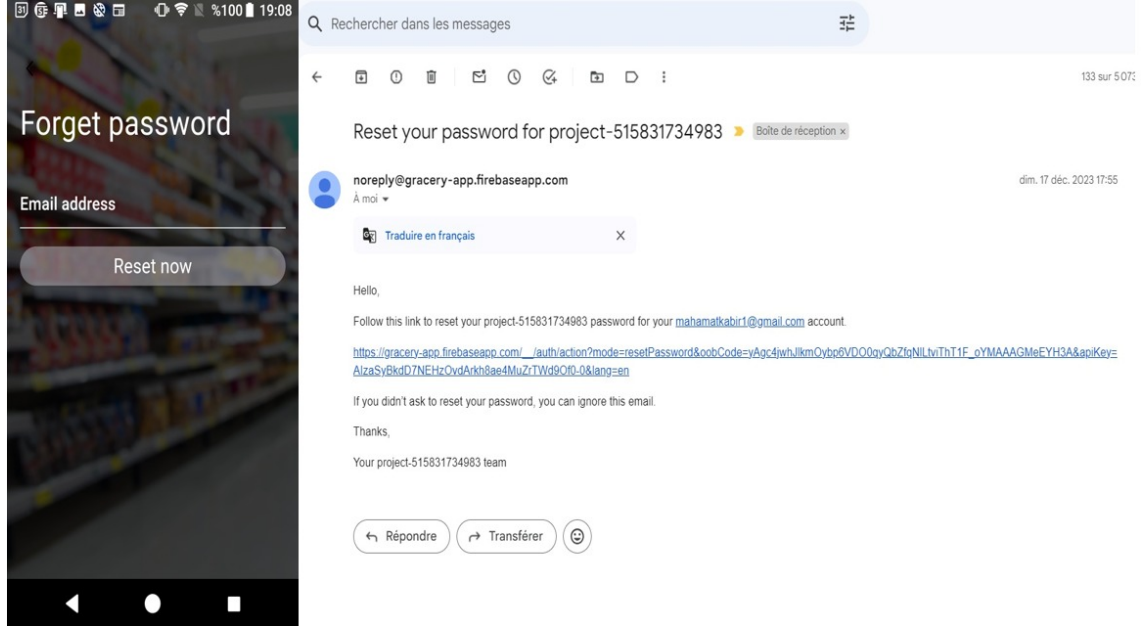 31 %100 19:08
Forget password
Email address
Reset now
Rechercher dans les messages
133 sur 5 073
Reset your password for project-515831734983 Boîte de réception ×
noreply@gracery-app.firebaseapp.com
dim. 17 déc. 2023 17:55
À moi
Traduire en français
Hello,
Follow this link to reset your project-515831734983 password for your mahamatkabir1@gmail.com account.
https://gracery-app.firebaseapp.com/__/auth/action?mode=resetPassword&oobCode=yAgc4jwhJlkmOybp6VDO0qyQbZfqNlLtviThT1F_oYMAAAGMeEYH3A&apiKey=
AIzaSyBkdD7NEHzOvdArkh8ae4MuZrTWd9Of0-0&lang=en
If you didn't ask to reset your password, you can ignore this email.
Thanks,
Your project-515831734983 team
Répondre Transférer